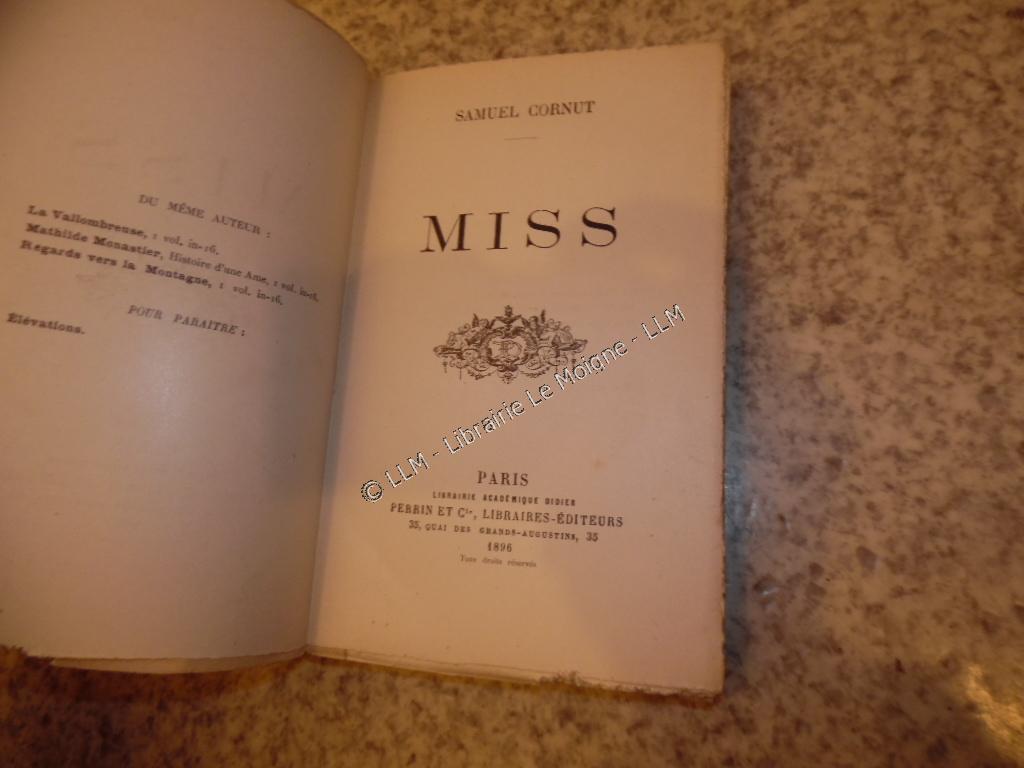 DU MÊME AUTEUR :
La Vallombreuse, 1 vol. in-16.
Mathilde Monastier, Histoire d'une Ame, 1 vol. in-18.
Regards vers la Montagne, 1 vol. in-16.
POUR PARAITRE :
Élévations.
SAMUEL CORNUT
MISS
© LLM - Librairie Le Moigne - LLM
PARIS
LIBRAIRIE ACADÉMIQUE DIDIER
PERRIN ET Cie, LIBRAIRES-ÉDITEURS
35, QUAI DES GRANDS-AUGUSTINS, 35
1896
Tous droits réservés